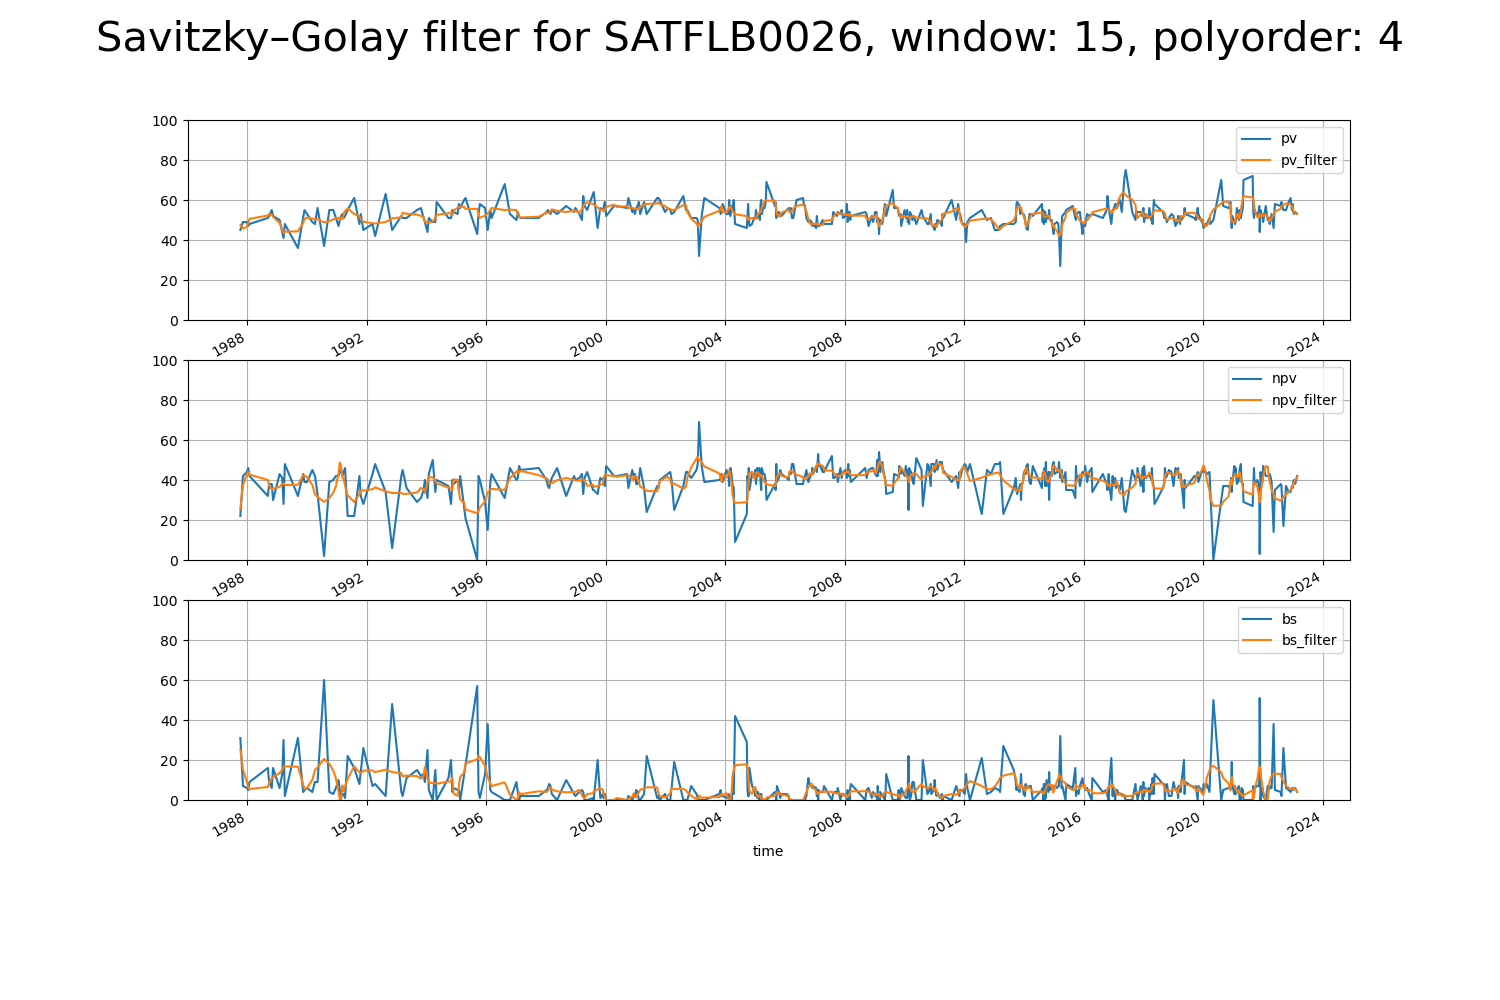 Savitzky–Golay filter for SATFLB0026, window: 15, polyorder: 4
100
80
60
40
20
0
pv
pv_filter
1988 1992 1996 2000 2004 2008 2012 2016 2020 2024
100
80
60
40
20
0
npv
npv_filter
1988 1992 1996 2000 2004 2008 2012 2016 2020 2024
100
80
60
40
20
0
bs
bs_filter
1988 1992 1996 2000 2004 2008 2012 2016 2020 2024
time